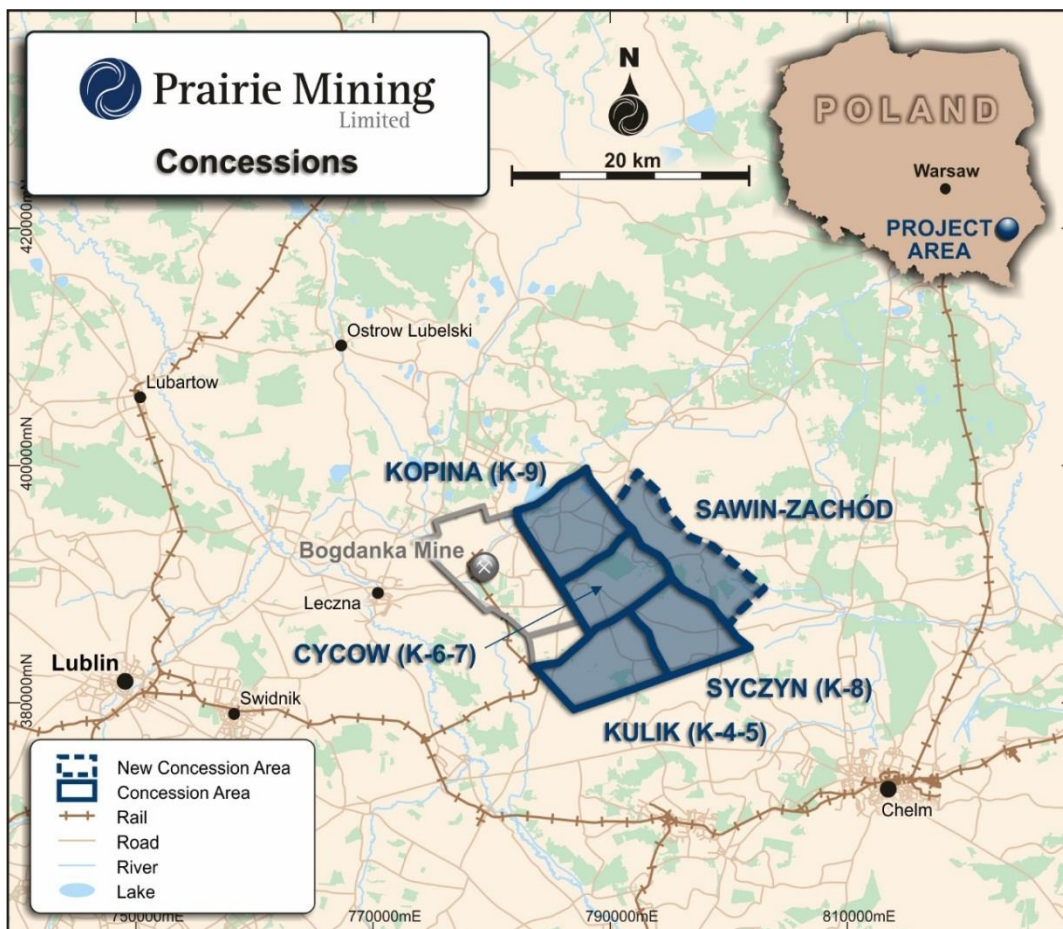 Prairie Mining
Limited
Concessions
N
20 km
POLAND
Warsaw
PROJECT
AREA
420000mN
Ostrow Lubelski
Lubartow
400000mN
KOPINA (K-9)
SAWIN-ZACHÓD
Bogdanka Mine
Leczna
CYCOW (K-6-7)
Lublin
SYCZYN (K-8)
Swidnik
380000mN
KULIK (K-4-5)
Chelm
New Concession Area
Concession Area
Rail
Road
River
Lake
750000mE
770000mE
790000mE
810000mE